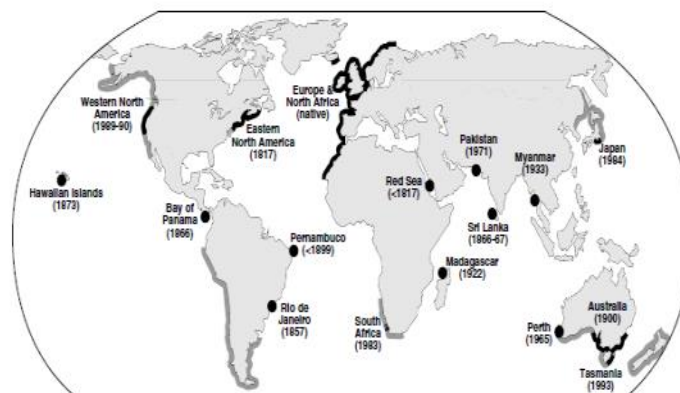 Western North
America
(1989-90)
Eastern
North America
(1817)
Europe &
North Africa
(native)
Hawaiian Islands
(1873)
Bay of
Panama
(1866)
Pernambuco
(<1899)
Rio de
Janeiro
(1857)
Red Sea
(<1817)
Pakistan
(1971)
Myanmar
(1933)
Japan
(1984)
Sri Lanka
(1866-67)
Madagascar
(1922)
South
Africa
(1983)
Perth
(1965)
Australia
(1900)
Tasmania
(1993)